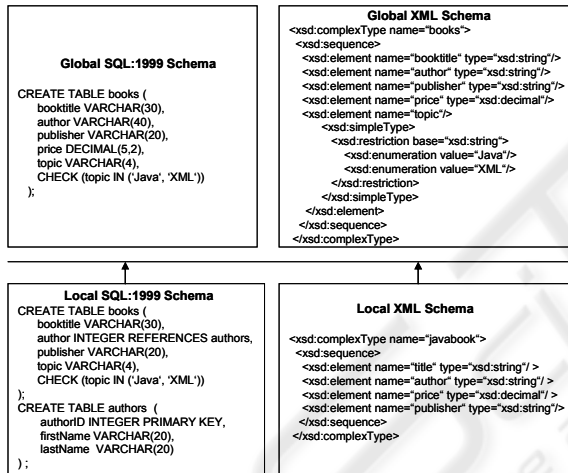 Global SQL:1999 Schema
CREATE TABLE books (
booktitle VARCHAR(30),
author VARCHAR(40),
publisher VARCHAR(20),
price DECIMAL(5,2),
topic VARCHAR(4),
CHECK (topic IN ('Java', 'XML'))
);
Global XML Schema
<xsd:complexType name="books">
<xsd:sequence>
<xsd:element name="booktitle" type="xsd:string"/>
<xsd:element name="author" type="xsd:string"/>
<xsd:element name="publisher" type="xsd:string"/>
<xsd:element name="price" type="xsd:decimal"/>
<xsd:element name="topic"/>
<xsd:simpleType>
<xsd:restriction base="xsd:string">
<xsd:enumeration value="Java"/>
<xsd:enumeration value="XML"/>
</xsd:restriction>
</xsd:simpleType>
</xsd:element>
</xsd:sequence>
</xsd:complexType>
Local SQL:1999 Schema
CREATE TABLE books (
booktitle VARCHAR(30),
author INTEGER REFERENCES authors,
publisher VARCHAR(20),
topic VARCHAR(4),
CHECK (topic IN ('Java', 'XML'))
);
CREATE TABLE authors (
authorID INTEGER PRIMARY KEY,
firstName VARCHAR(20),
lastName VARCHAR(20)
) ;
Local XML Schema
<xsd:complexType name="javabook">
<xsd:sequence>
<xsd:element name="title" type="xsd:string"/ >
<xsd:element name="author" type="xsd:string"/ >
<xsd:element name="price" type="xsd:decimal"/ >
<xsd:element name="publisher" type="xsd:string"/>
</xsd:sequence>
</xsd:complexType>